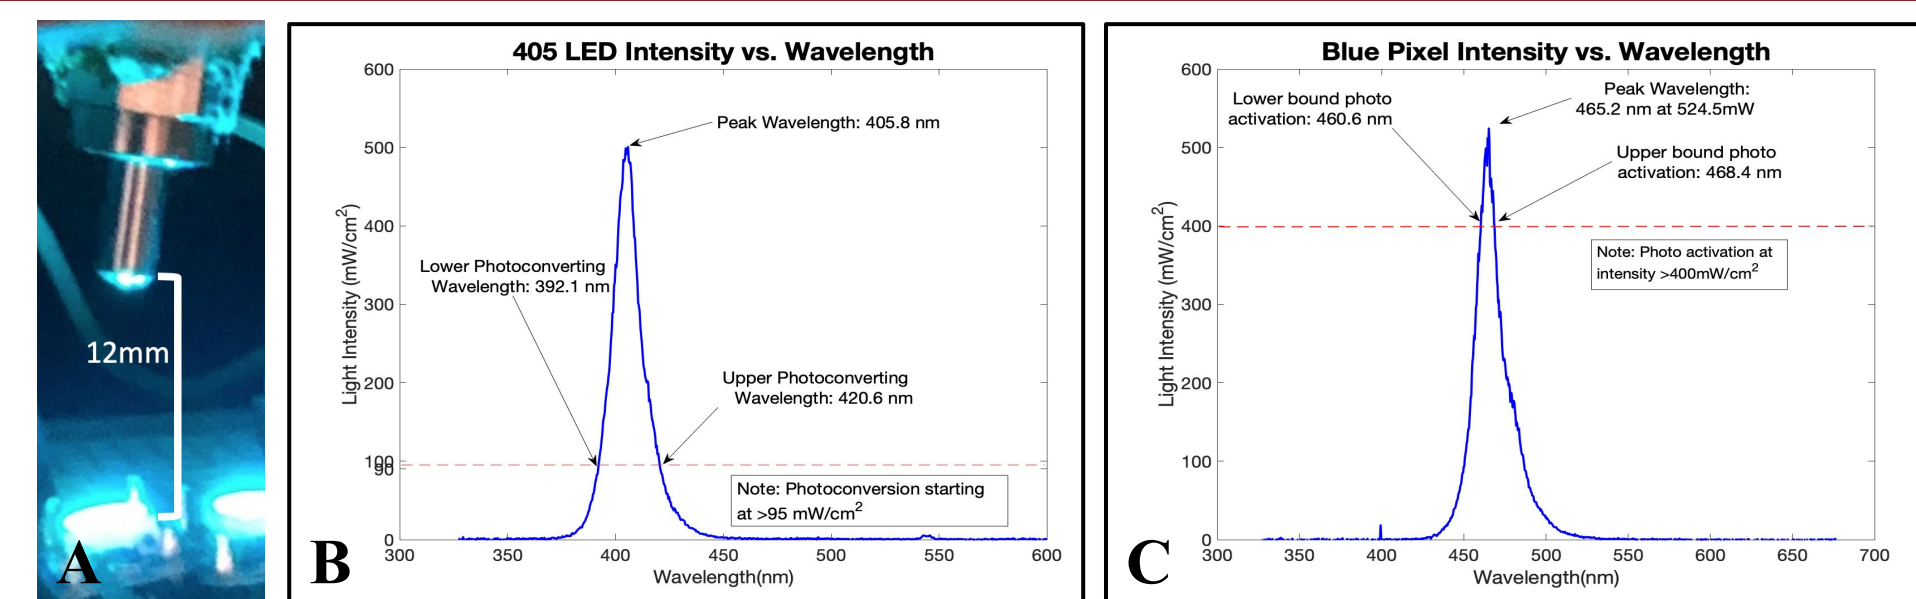 12mm
A
405 LED Intensity vs. Wavelength
600
500
400
300
200
100
90
0
300
350
400
450
500
550
600
Light Intensity (mW/cm²)
Wavelength(nm)
Peak Wavelength: 405.8 nm
Lower Photoconverting
Wavelength: 392.1 nm
Upper Photoconverting
Wavelength: 420.6 nm
Note: Photoconversion starting
at >95 mW/cm²
B
Blue Pixel Intensity vs. Wavelength
600
500
400
300
200
100
0
300
350
400
450
500
550
600
650
700
Light Intensity (mW/cm²)
Wavelength(nm)
Lower bound photo
activation: 460.6 nm
Peak Wavelength:
465.2 nm at 524.5mW
Upper bound photo
activation: 468.4 nm
Note: Photo activation at
intensity >400mW/cm²
C